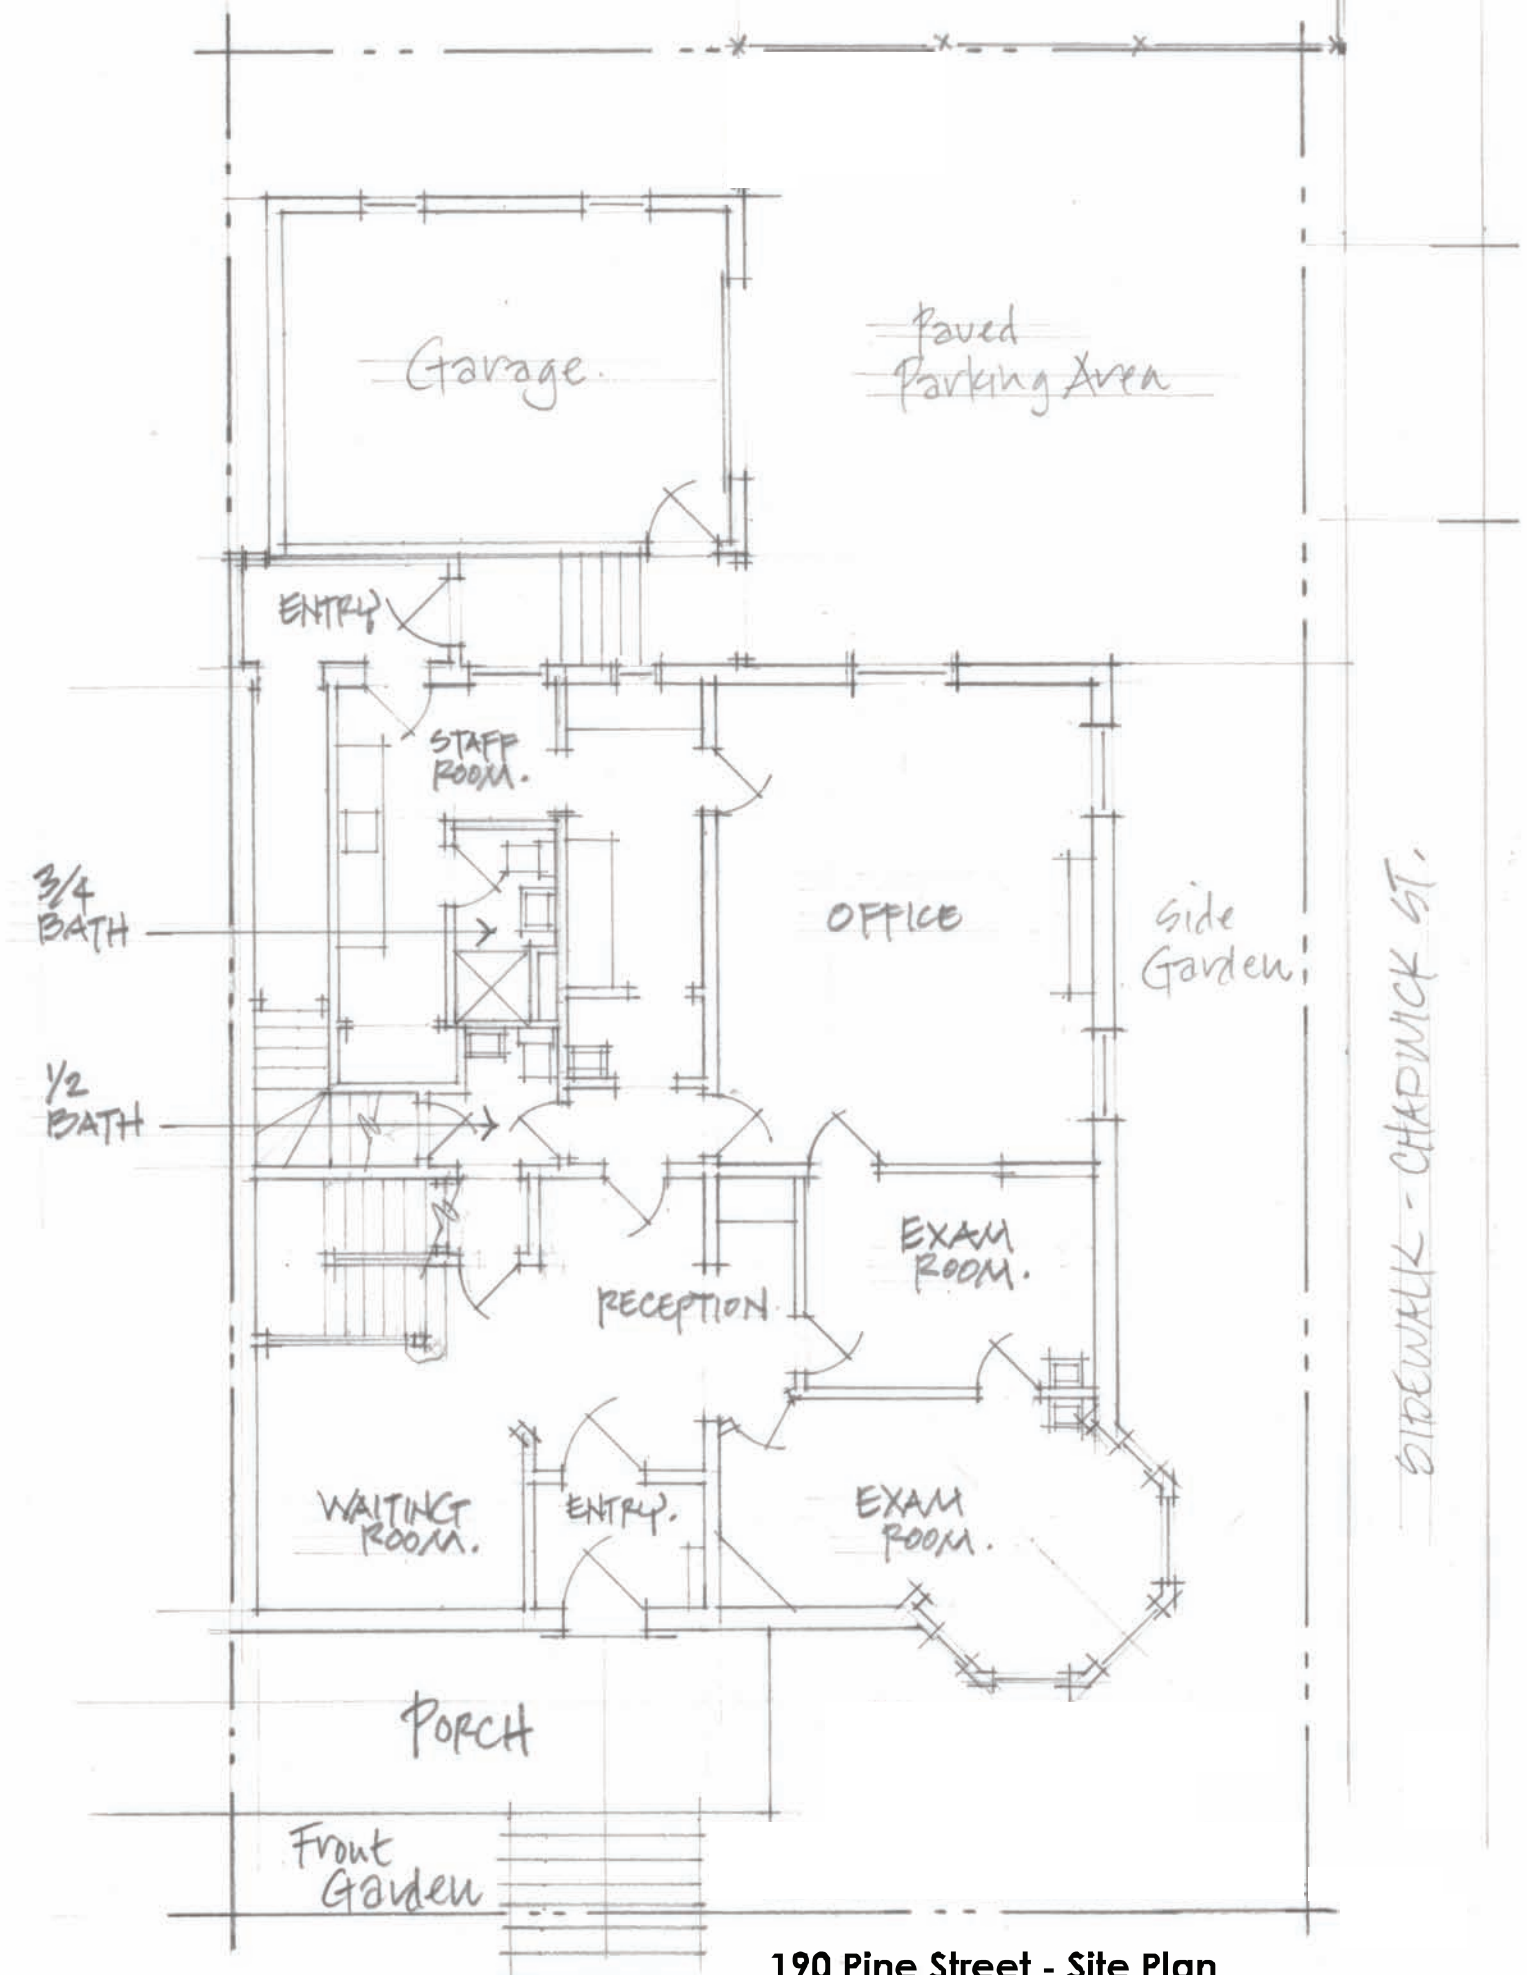 Garage.
Paved
Parking Area
ENTRY
STAFF
ROOM.
3/4
BATH
OFFICE
Side
Garden
1/2
BATH
SIDEWALK - CHADWICK ST.
EXAM
ROOM.
RECEPTION
WAITING
ROOM.
ENTRY.
EXAM
ROOM.
PORCH
Front
Garden
190 Pine Street - Site Plan